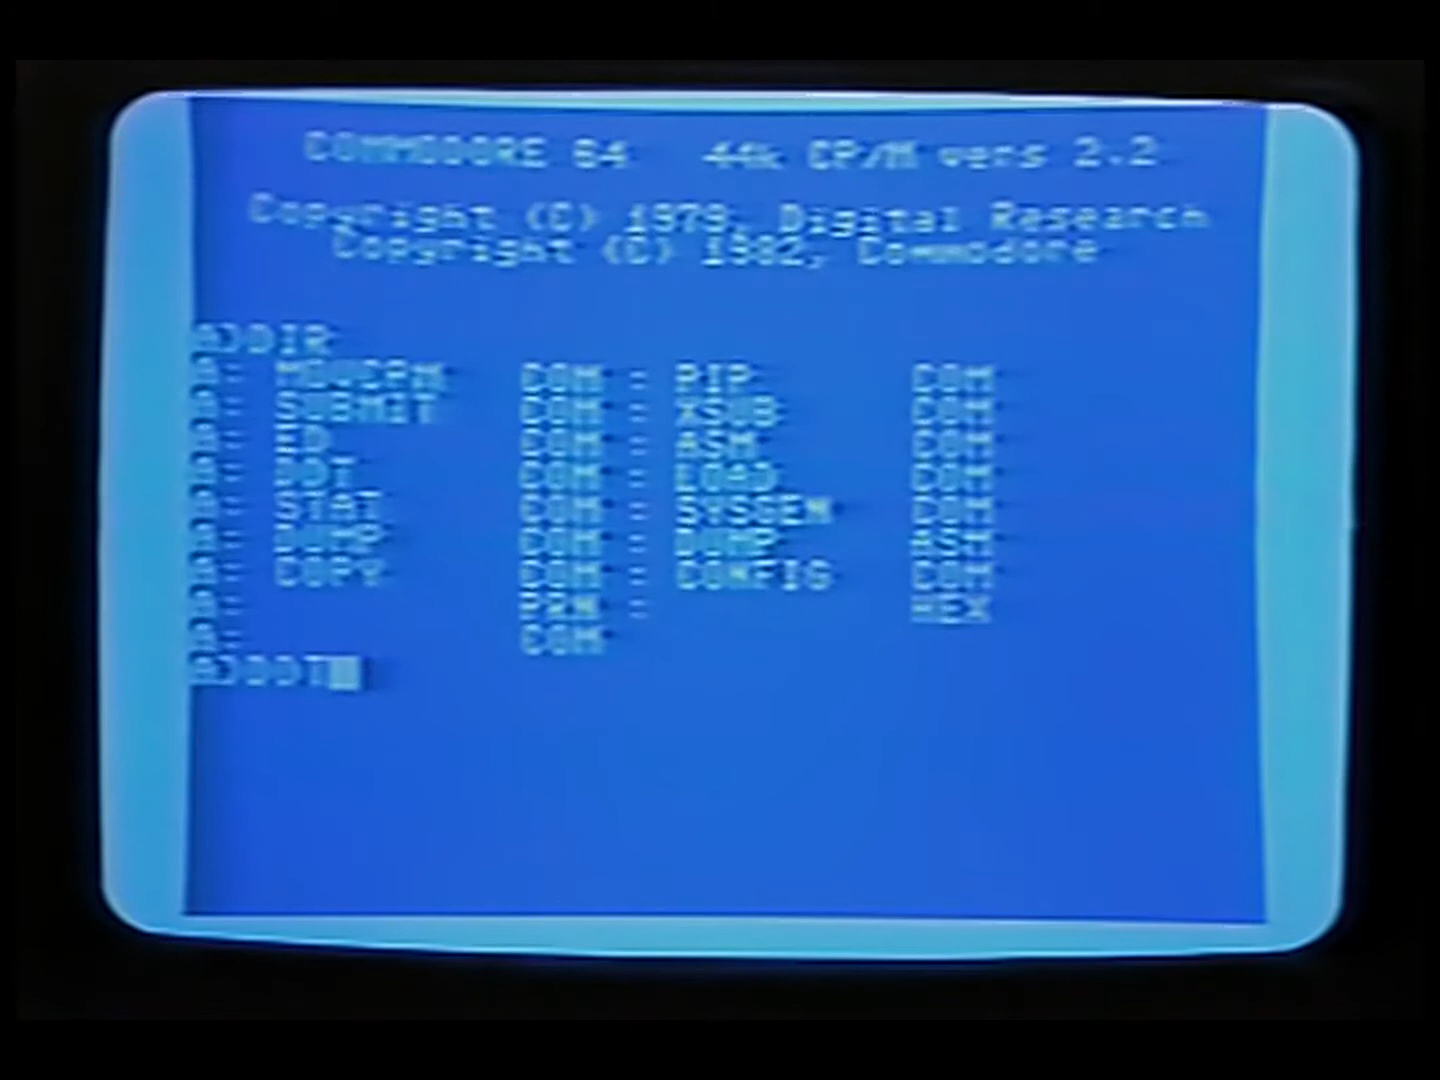 COMMODORE 64 44k CP/M vers 2.2
Copyright (C) 1979, Digital Research
Copyright (C) 1982, Commodore
A>DIR
A: MOVCPM COM : PIP COM
A: SUBMIT COM : XSUB COM
A: ED COM : ASM COM
A: DDT COM : LOAD COM
A: STAT COM : SYSGEN COM
A: DUMP COM : DUMP ASM
A: COPY COM : CONFIG COM
A: PRN : HEX
A: COM
A>DDT